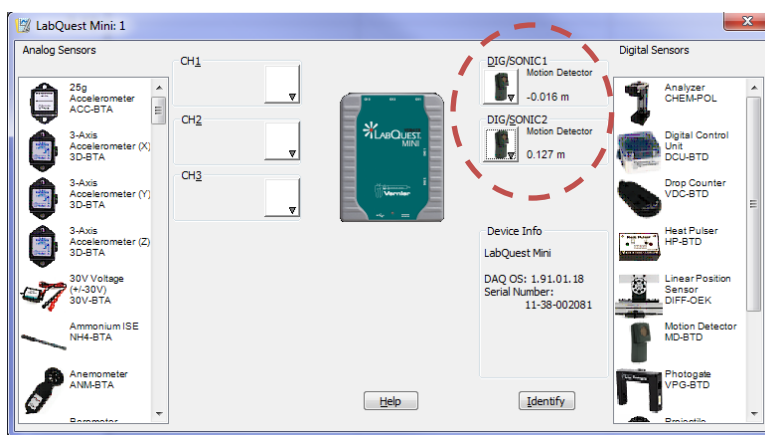 LabQuest Mini: 1
Analog Sensors
25g
Accelerometer
ACC-BTA
3-Axis
Accelerometer (X)
3D-BTA
3-Axis
Accelerometer (Y)
3D-BTA
3-Axis
Accelerometer (Z)
3D-BTA
30V Voltage
(+/-30V)
30V-BTA
Ammonium ISE
NH4-BTA
Anemometer
ANM-BTA
CH1
CH2
CH3
LABQUEST
MINI
Vernier
DIG/SONIC1
Motion Detector
-0.016 m
DIG/SONIC2
Motion Detector
0.127 m
Device Info
LabQuest Mini
DAQ OS: 1.91.01.18
Serial Number:
11-38-002081
Help
Identify
Digital Sensors
Analyzer
CHEM-POL
Digital Control
Unit
DCU-BTD
Drop Counter
VDC-BTD
Heat Pulser
HP-BTD
Linear Position
Sensor
DIFF-OEK
Motion Detector
MD-BTD
Photogate
VPG-BTD